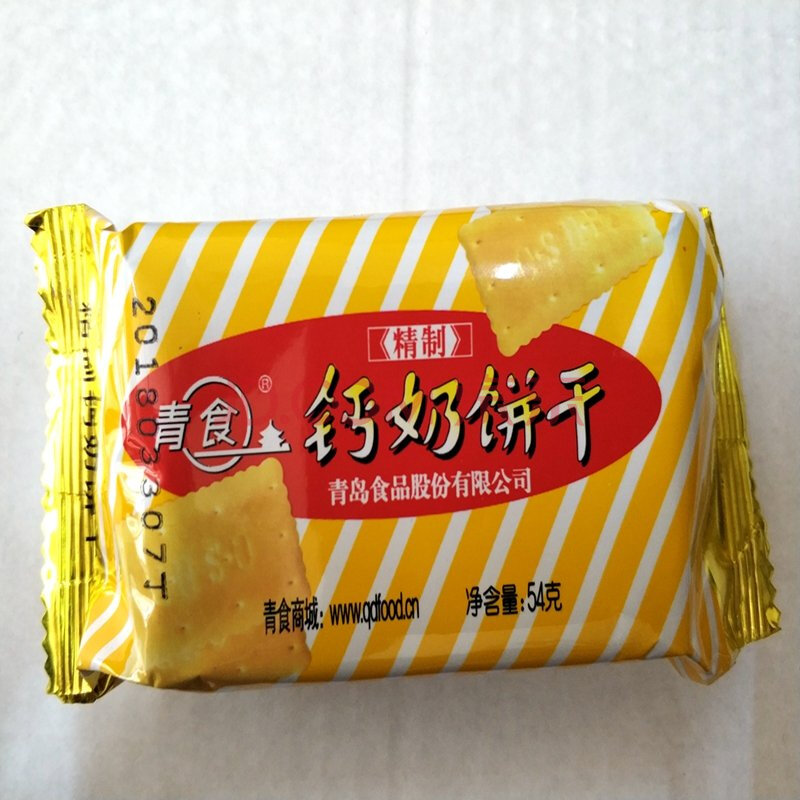 《精制》
青食®
钙奶饼干
青岛食品股份有限公司
青食商城：www.qdfood.cn
净含量：54克
20180307T